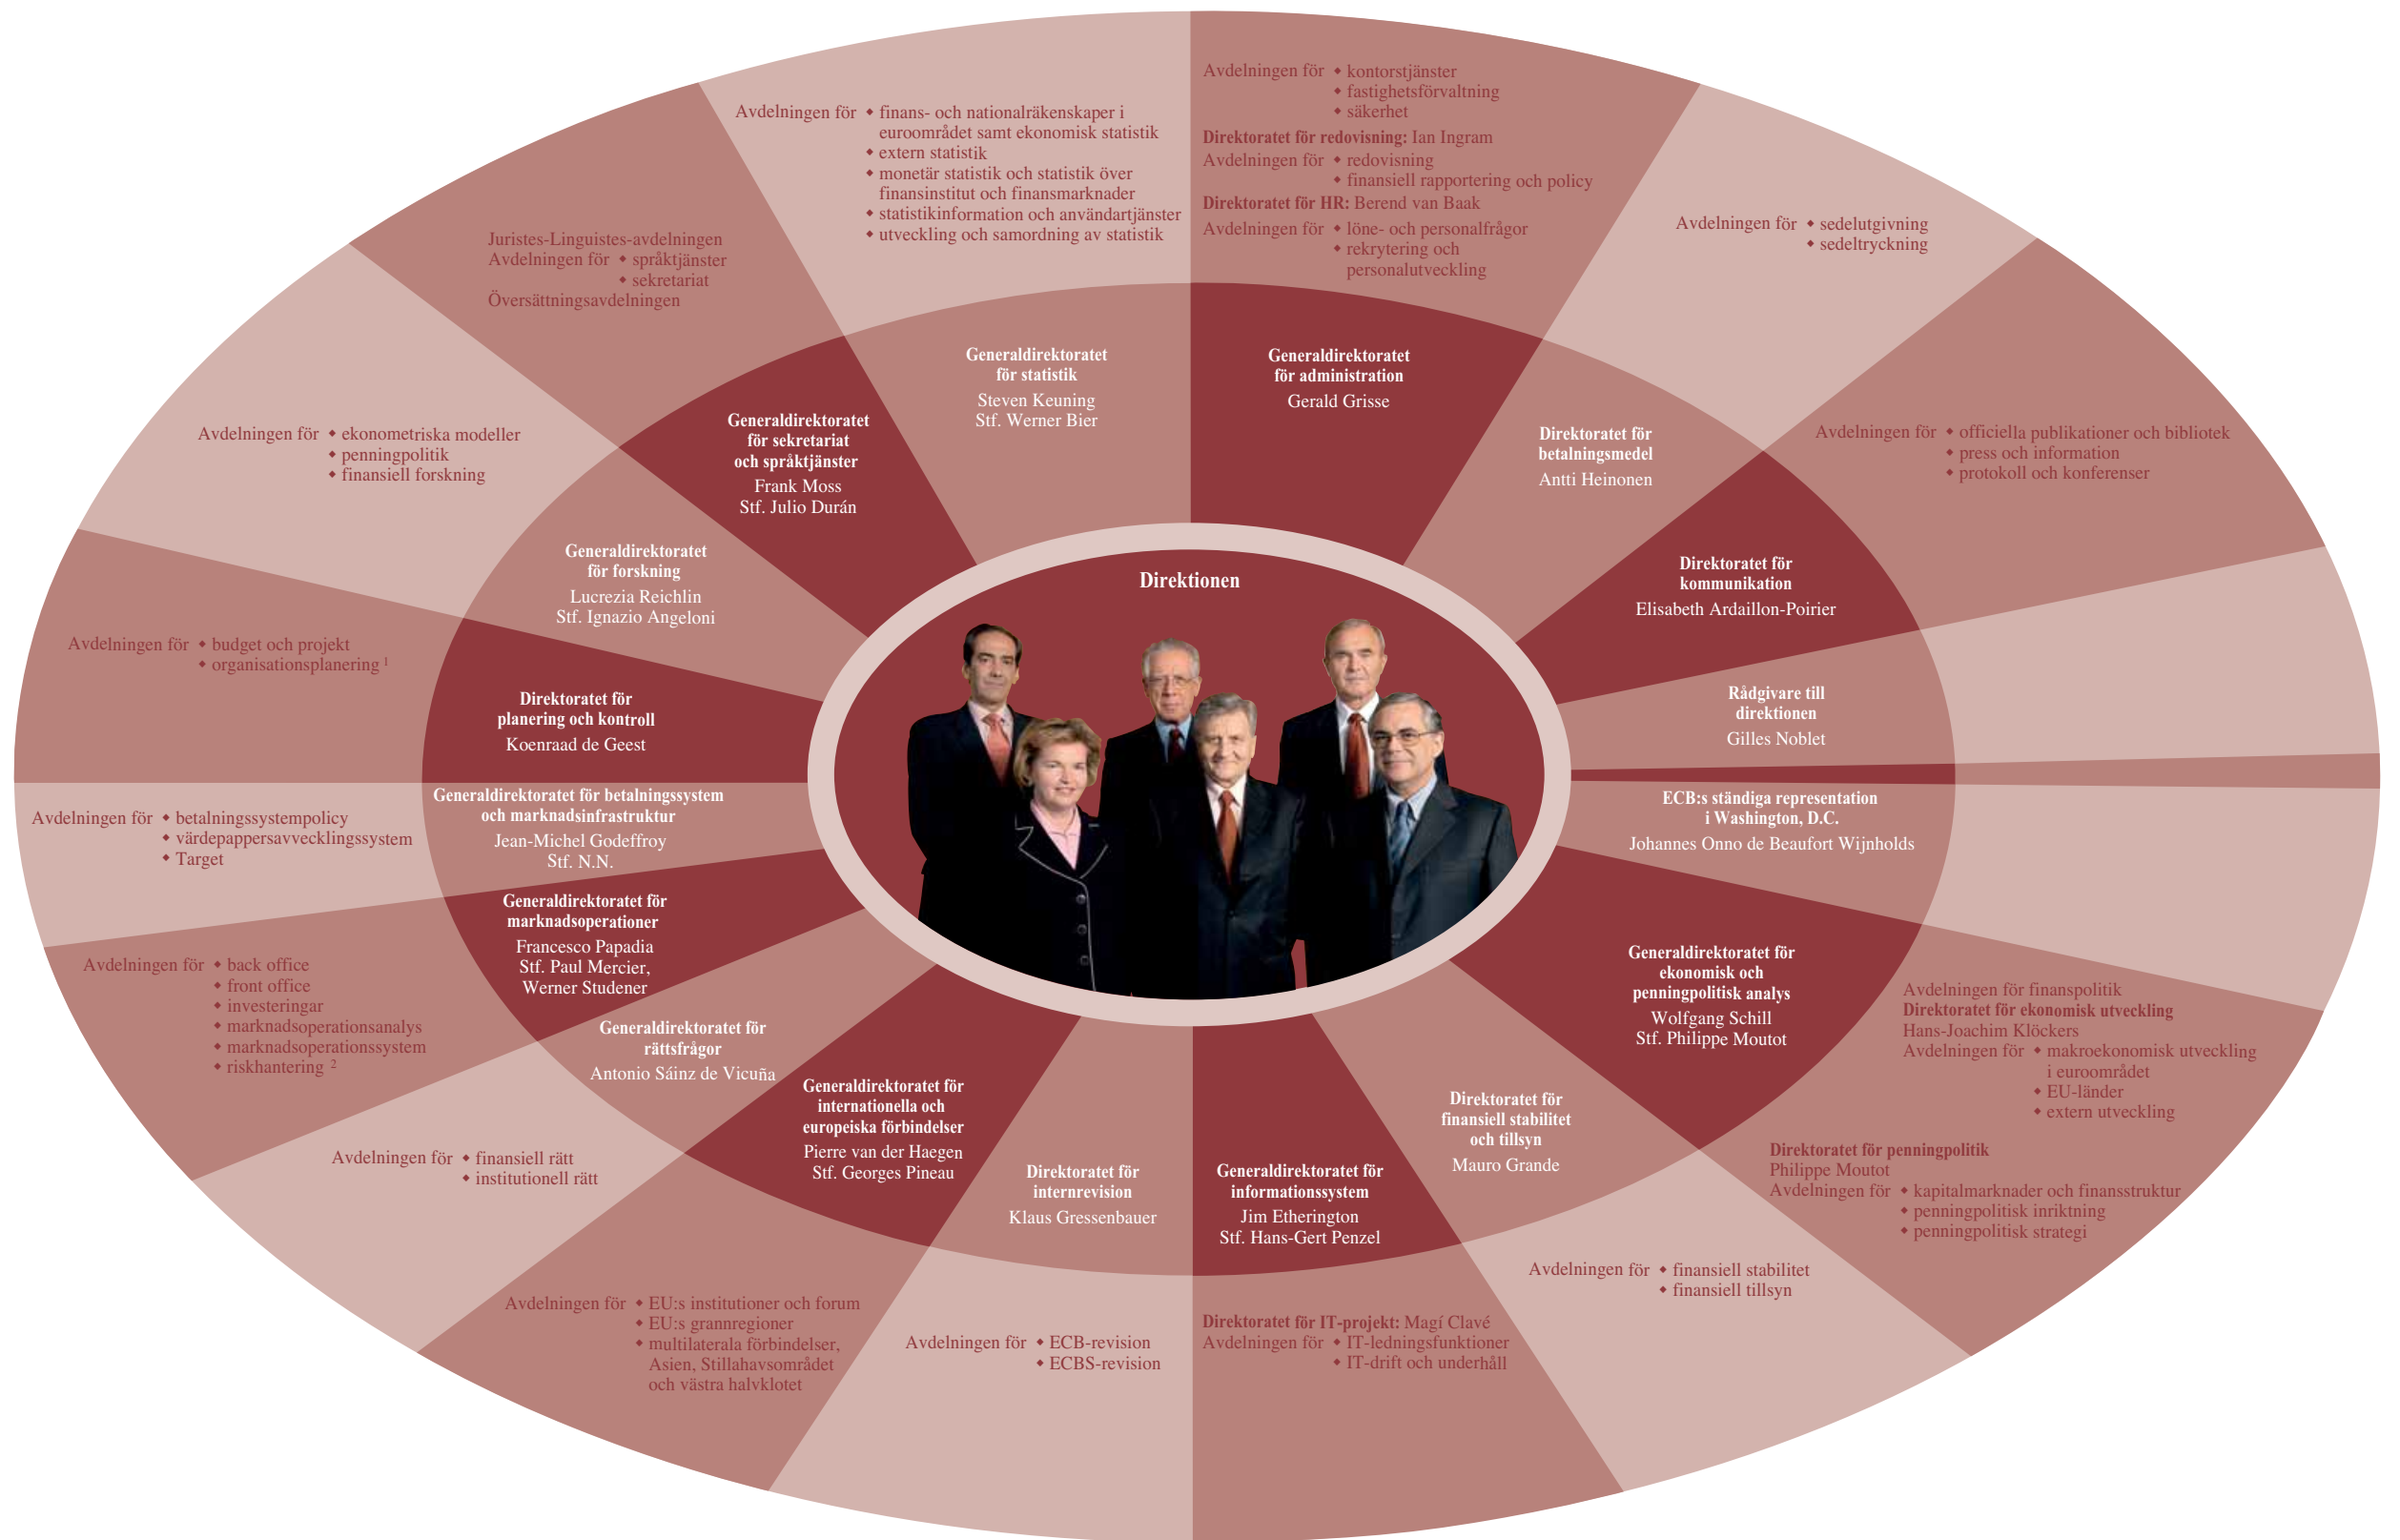 Direktionen
Avdelningen för ◆ kontorstjänster
◆ fastighetsförvaltning
◆ säkerhet
Direktoratet för redovisning: Ian Ingram
Avdelningen för ◆ redovisning
◆ finansiell rapportering och policy
Direktoratet för HR: Berend van Baak
Avdelningen för ◆ löne- och personalfrågor
◆ rekrytering och
personalutveckling
Generaldirektoratet
för administration
Gerald Grisse
Avdelningen för ◆ sedelutgivning
◆ sedeltryckning
Direktoratet för
betalningsmedel
Antti Heinonen
Avdelningen för ◆ officiella publikationer och bibliotek
◆ press och information
◆ protokoll och konferenser
Direktoratet för
kommunikation
Elisabeth Ardaillon-Poirier
Rådgivare till
direktionen
Gilles Noblet
ECB:s ständiga representation
i Washington, D.C.
Johannes Onno de Beaufort Wijnholds
Generaldirektoratet för
ekonomisk och
penningpolitisk analys
Wolfgang Schill
Stf. Philippe Moutot
Avdelningen för finanspolitik
Direktoratet för ekonomisk utveckling
Hans-Joachim Klöckers
Avdelningen för ◆ makroekonomisk utveckling
i euroområdet
◆ EU-länder
◆ extern utveckling
Direktoratet för penningpolitik
Philippe Moutot
Avdelningen för ◆ kapitalmarknader och finansstruktur
◆ penningpolitisk inriktning
◆ penningpolitisk strategi
Direktoratet för
finansiell stabilitet
och tillsyn
Mauro Grande
Avdelningen för ◆ finansiell stabilitet
◆ finansiell tillsyn
Generaldirektoratet för
informationssystem
Jim Etherington
Stf. Hans-Gert Penzel
Direktoratet för IT-projekt: Magí Clavé
Avdelningen för ◆ IT-ledningsfunktioner
◆ IT-drift och underhåll
Direktoratet för
internrevision
Klaus Gressenbauer
Avdelningen för ◆ ECB-revision
◆ ECBS-revision
Generaldirektoratet för
internationella och
europeiska förbindelser
Pierre van der Haegen
Stf. Georges Pineau
Avdelningen för ◆ EU:s institutioner och forum
◆ EU:s grannregioner
◆ multilaterala förbindelser,
Asien, Stillahavsområdet
och västra halvklotet
Generaldirektoratet för
rättsfrågor
Antonio Sáinz de Vicuña
Avdelningen för ◆ finansiell rätt
◆ institutionell rätt
Generaldirektoratet för
marknadsoperationer
Francesco Papadia
Stf. Paul Mercier,
Werner Studener
Avdelningen för ◆ back office
◆ front office
◆ investeringar
◆ marknadsoperationsanalys
◆ marknadsoperationssystem
◆ riskhantering 2
Generaldirektoratet för betalningssystem
och marknadsinfrastruktur
Jean-Michel Godeffroy
Stf. N.N.
Avdelningen för ◆ betalningssystempolicy
◆ värdepappersavvecklingssystem
◆ Target
Direktoratet för
planering och kontroll
Koenraad de Geest
Avdelningen för ◆ budget och projekt
◆ organisationsplanering 1
Generaldirektoratet
för forskning
Lucrezia Reichlin
Stf. Ignazio Angeloni
Avdelningen för ◆ ekonometriska modeller
◆ penningpolitik
◆ finansiell forskning
Generaldirektoratet
för sekretariat
och språktjänster
Frank Moss
Stf. Julio Durán
Juristes-Linguistes-avdelningen
Avdelningen för ◆ språktjänster
◆ sekretariat
Översättningsavdelningen
Generaldirektoratet
för statistik
Steven Keuning
Stf. Werner Bier
Avdelningen för ◆ finans- och nationalräkenskaper i
euroområdet samt ekonomisk statistik
◆ extern statistik
◆ monetär statistik och statistik över
finansinstitut och finansmarknader
◆ statistikinformation och användartjänster
◆ utveckling och samordning av statistik